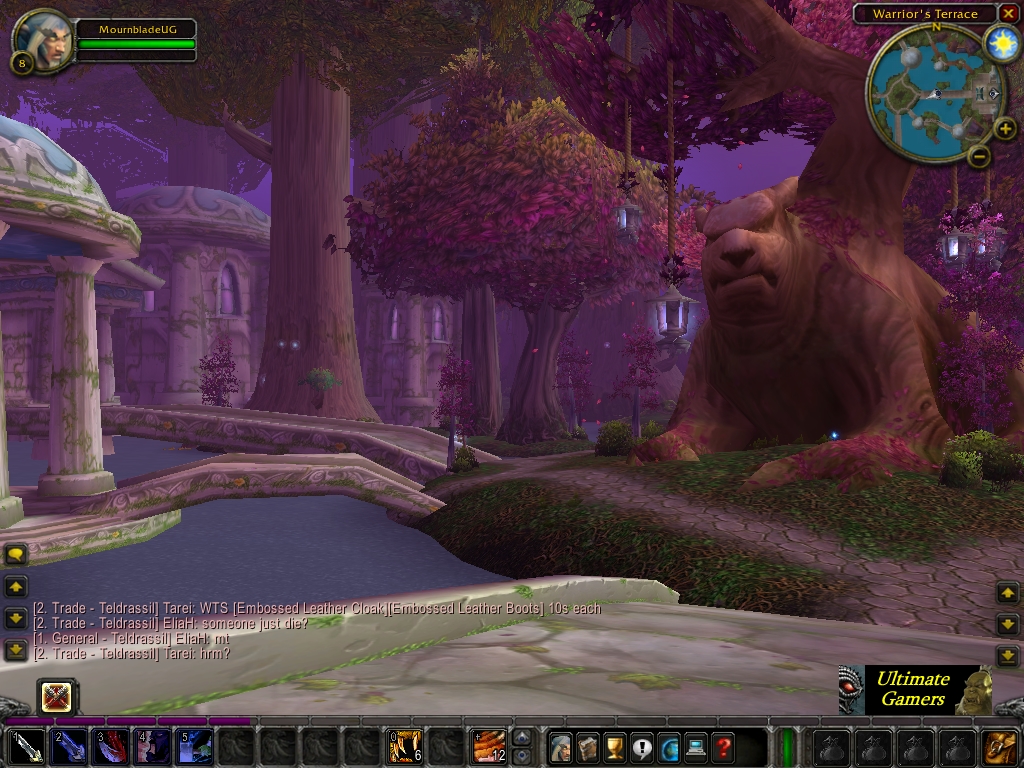 MournbladeUG
8
Warrior's Terrace
N
[2. Trade - Teldrassil] Tarei: WTS [Embossed Leather Cloak][Embossed Leather Boots] 10s each
[2. Trade - Teldrassil] EliaH: someone just die?
[1. General - Teldrassil] EliaH: mt
[2. Trade - Teldrassil] Tarei: hrm?
Ultimate
Gamers
1 2 3 4 5 0 6 + 12 ! ?